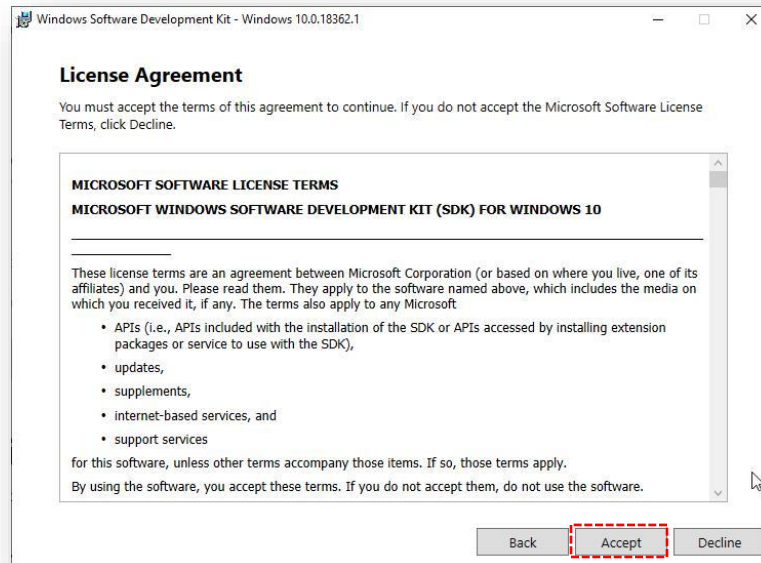 Windows Software Development Kit - Windows 10.0.18362.1
License Agreement
You must accept the terms of this agreement to continue. If you do not accept the Microsoft Software License
Terms, click Decline.
MICROSOFT SOFTWARE LICENSE TERMS
MICROSOFT WINDOWS SOFTWARE DEVELOPMENT KIT (SDK) FOR WINDOWS 10
These license terms are an agreement between Microsoft Corporation (or based on where you live, one of its
affiliates) and you. Please read them. They apply to the software named above, which includes the media on
which you received it, if any. The terms also apply to any Microsoft
• APIs (i.e., APIs included with the installation of the SDK or APIs accessed by installing extension
packages or service to use with the SDK),
• updates,
• supplements,
• internet-based services, and
• support services
for this software, unless other terms accompany those items. If so, those terms apply.
By using the software, you accept these terms. If you do not accept them, do not use the software.
Back Accept Decline